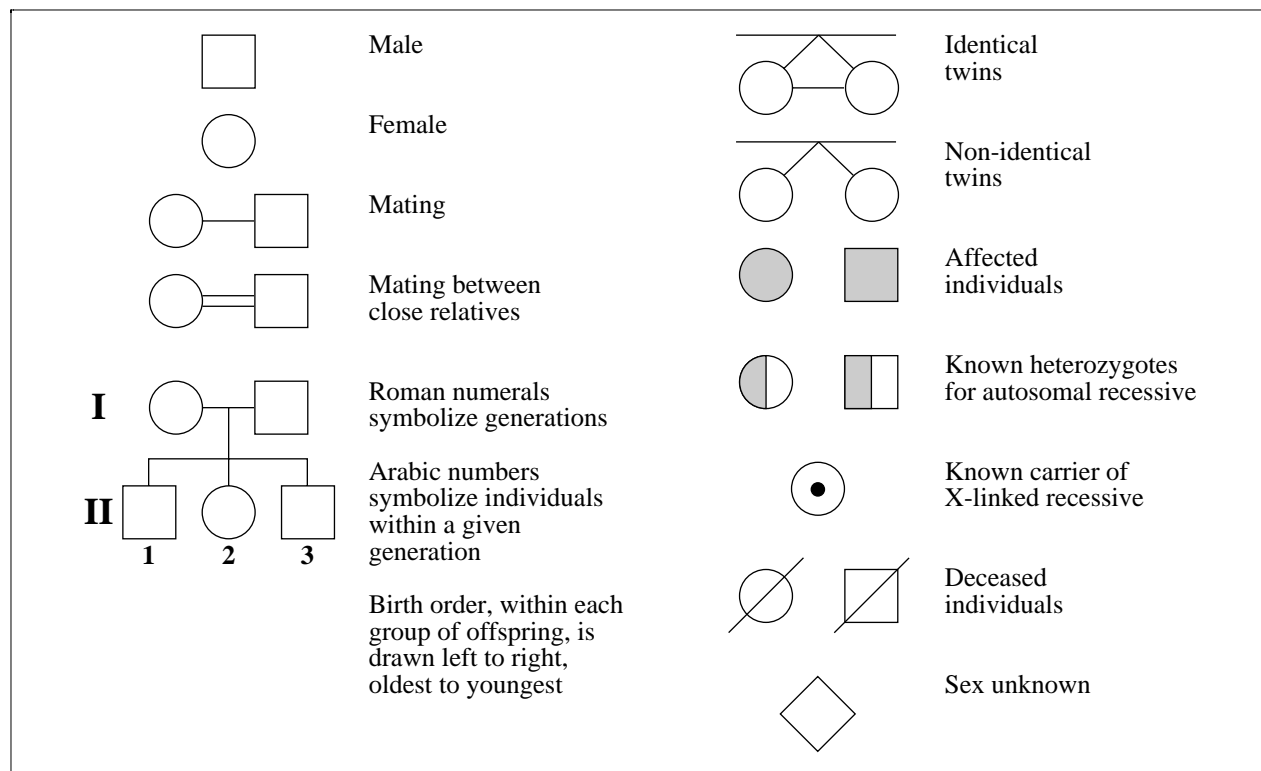 Male
Female
Mating
Mating between
close relatives
I
Roman numerals
symbolize generations
II
1 2 3
Arabic numbers
symbolize individuals
within a given
generation
Birth order, within each
group of offspring, is
drawn left to right,
oldest to youngest
Identical
twins
Non-identical
twins
Affected
individuals
Known heterozygotes
for autosomal recessive
Known carrier of
X-linked recessive
Deceased
individuals
Sex unknown